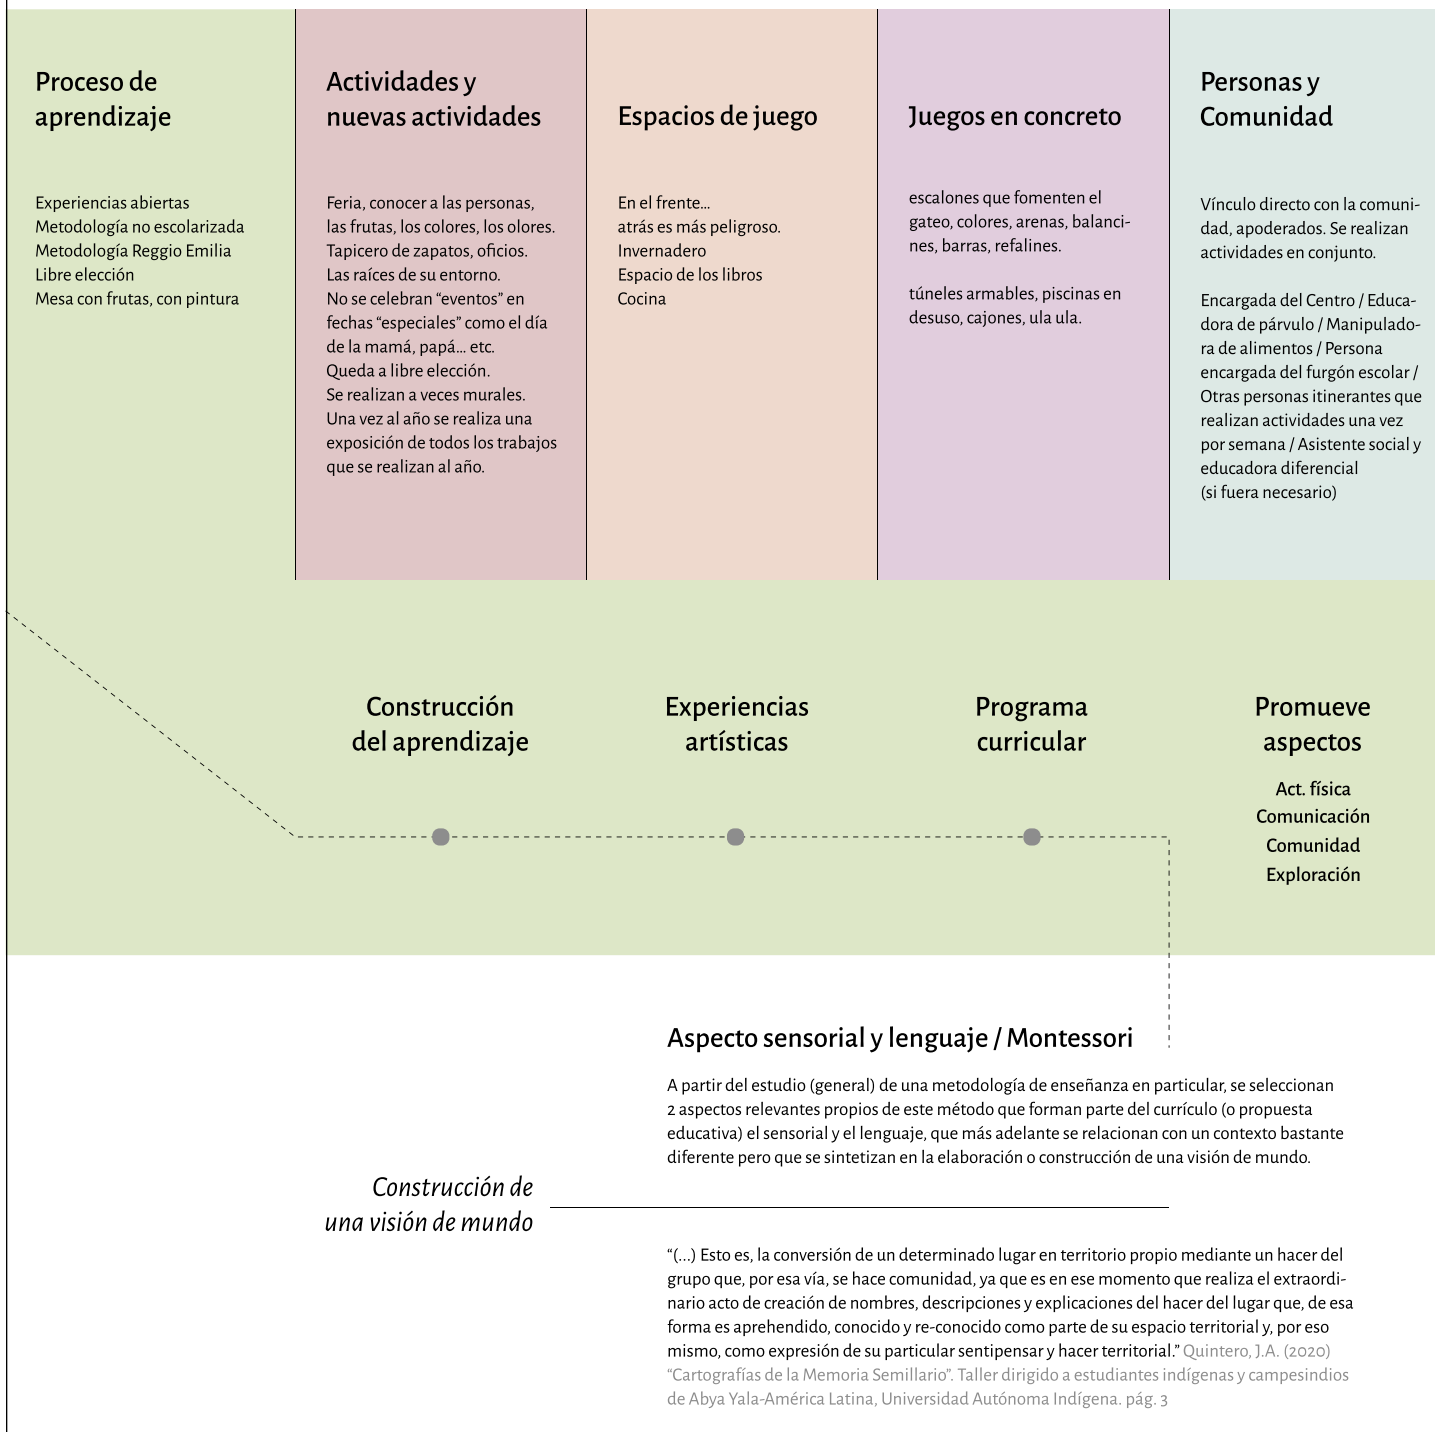 Proceso de
aprendizaje
Experiencias abiertas
Metodología no escolarizada
Metodología Reggio Emilia
Libre elección
Mesa con frutas, con pintura
Actividades y
nuevas actividades
Feria, conocer a las personas,
las frutas, los colores, los olores.
Tapicero de zapatos, oficios.
Las raíces de su entorno.
No se celebran “eventos” en
fechas “especiales” como el día
de la mamá, papá... etc.
Queda a libre elección.
Se realizan a veces murales.
Una vez al año se realiza una
exposición de todos los trabajos
que se realizan al año.
Espacios de juego
En el frente...
atrás es más peligroso.
Invernadero
Espacio de los libros
Cocina
Juegos en concreto
escalones que fomenten el
gateo, colores, arenas, balanci-
nes, barras, refalines.
túneles armables, piscinas en
desuso, cajones, ula ula.
Personas y
Comunidad
Vínculo directo con la comuni-
dad, apoderados. Se realizan
actividades en conjunto.
Encargada del Centro / Educa-
dora de párvulo / Manipulado-
ra de alimentos / Persona
encargada del furgón escolar /
Otras personas itinerantes que
realizan actividades una vez
por semana / Asistente social y
educadora diferencial
(si fuera necesario)
Construcción
del aprendizaje
Experiencias
artísticas
Programa
curricular
Promueve
aspectos
Act. física
Comunicación
Comunidad
Exploración
Aspecto sensorial y lenguaje / Montessori
A partir del estudio (general) de una metodología de enseñanza en particular, se seleccionan
2 aspectos relevantes propios de este método que forman parte del currículo (o propuesta
educativa) el sensorial y el lenguaje, que más adelante se relacionan con un contexto bastante
diferente pero que se sintetizan en la elaboración o construcción de una visión de mundo.
Construcción de
una visión de mundo
“(...) Esto es, la conversión de un determinado lugar en territorio propio mediante un hacer del
grupo que, por esa vía, se hace comunidad, ya que es en ese momento que realiza el extraordi-
nario acto de creación de nombres, descripciones y explicaciones del hacer del lugar que, de esa
forma es aprehendido, conocido y re-conocido como parte de su espacio territorial y, por eso
mismo, como expresión de su particular sentipensar y hacer territorial.” Quintero, J.A. (2020)
“Cartografías de la Memoria Semillario”. Taller dirigido a estudiantes indígenas y campesindios
de Abya Yala-América Latina, Universidad Autónoma Indígena. pág. 3